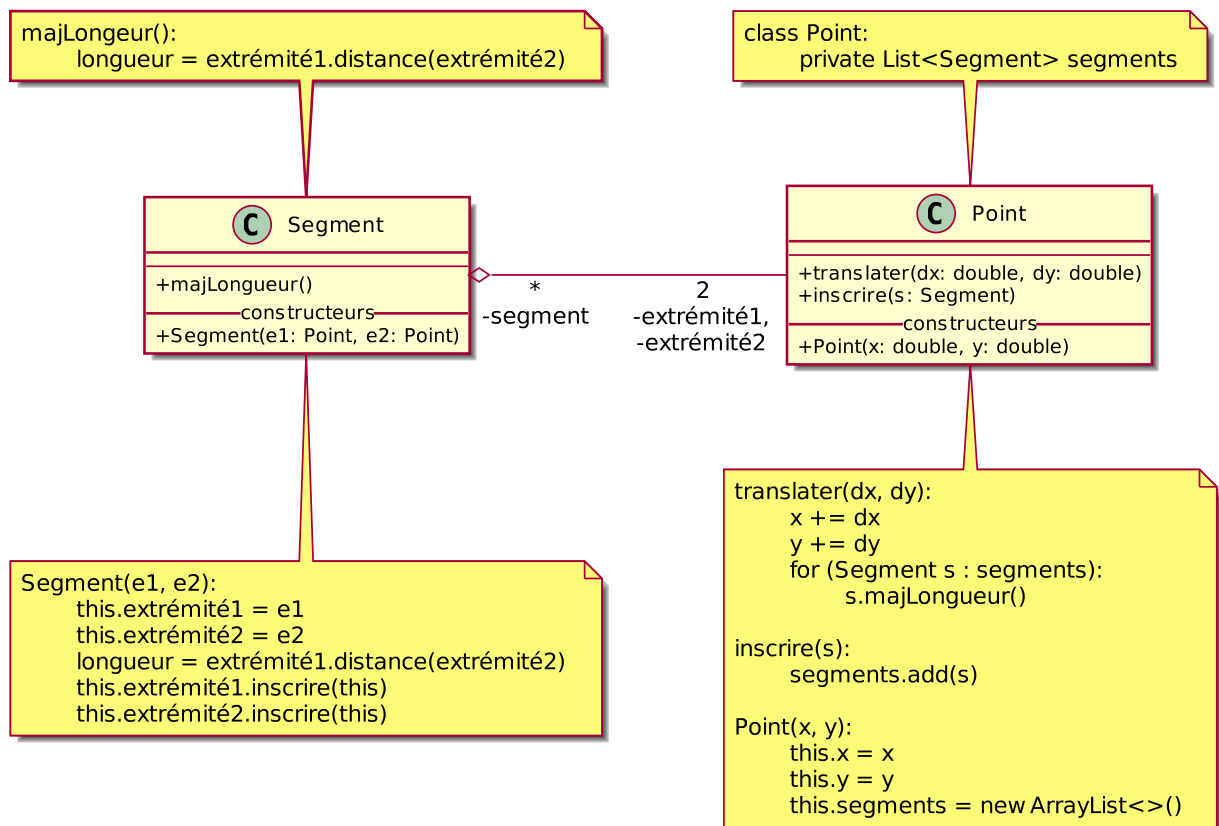 majLongeur():
longueur = extrémité1.distance(extrémité2)
class Point:
private List<Segment> segments
C Segment
+majLongueur()
constructeurs
+Segment(e1: Point, e2: Point)
*
-segment
2
-extrémité1,
-extrémité2
C Point
+translater(dx: double, dy: double)
+inscrire(s: Segment)
constructeurs
+Point(x: double, y: double)
Segment(e1, e2):
this.extrémité1 = e1
this.extrémité2 = e2
longueur = extrémité1.distance(extrémité2)
this.extrémité1.inscrire(this)
this.extrémité2.inscrire(this)
translater(dx, dy):
x += dx
y += dy
for (Segment s : segments):
s.majLongueur()
inscrire(s):
segments.add(s)
Point(x, y):
this.x = x
this.y = y
this.segments = new ArrayList<>()